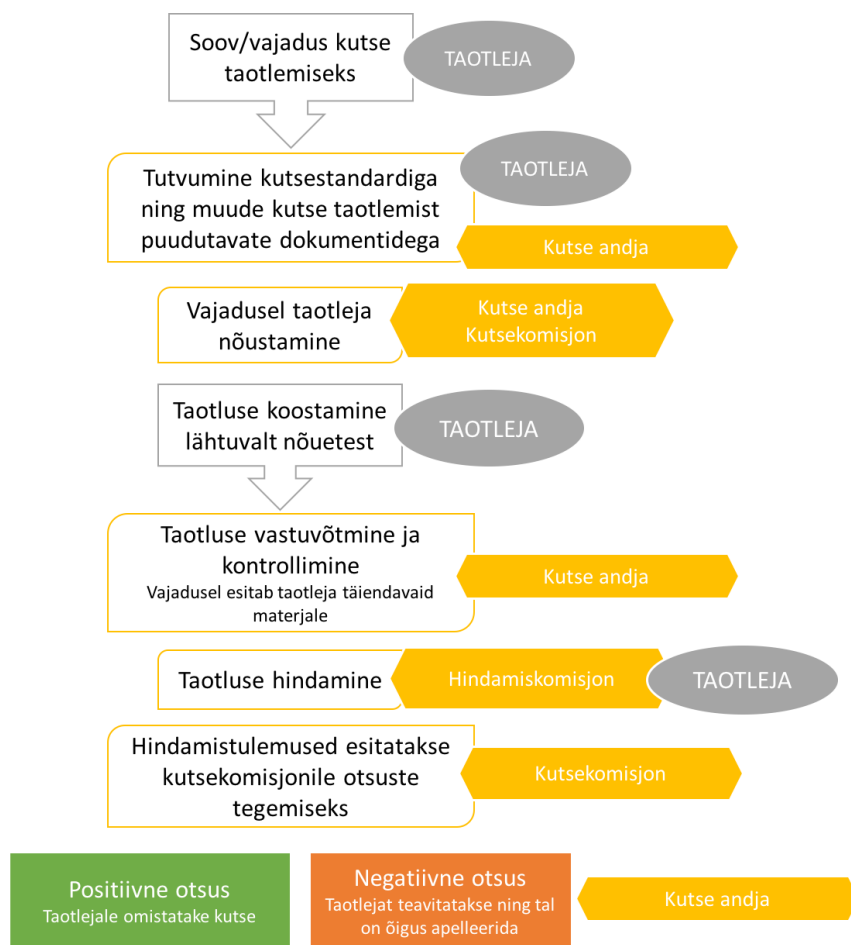 Soov/vajadus kutse
taotlemiseks
TAOTLEJA
Tutvumine kutsestandardiga
ning muude kutse taotlemist
puudutavate dokumentidega
TAOTLEJA
Kutse andja
Vajadusel taotleja
nõustamine
Kutse andja
Kutsekomisjon
Taotluse koostamine
lähtuvalt nõuetest
TAOTLEJA
Taotluse vastuvõtmine ja
kontrollimine
Vajadusel esitab taotleja täiendavaid
materjale
Kutse andja
Taotluse hindamine
Hindamiskomisjon
TAOTLEJA
Hindamistulemused esitatakse
kutsekomisjonile otsuste
tegemiseks
Kutsekomisjon
Positiivne otsus
Taotlejale omistatake kutse
Negatiivne otsus
Taotlejat teavitatakse ning tal
on õigus apelleerida
Kutse andja